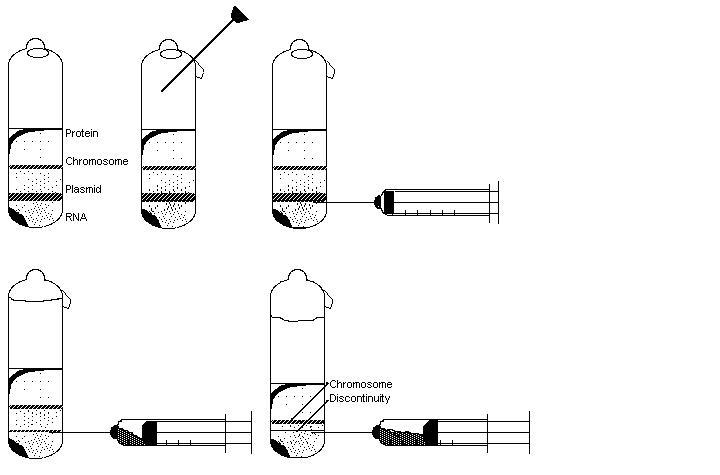 Protein
Chromosome
Plasmid
RNA
Chromosome
Discontinuity